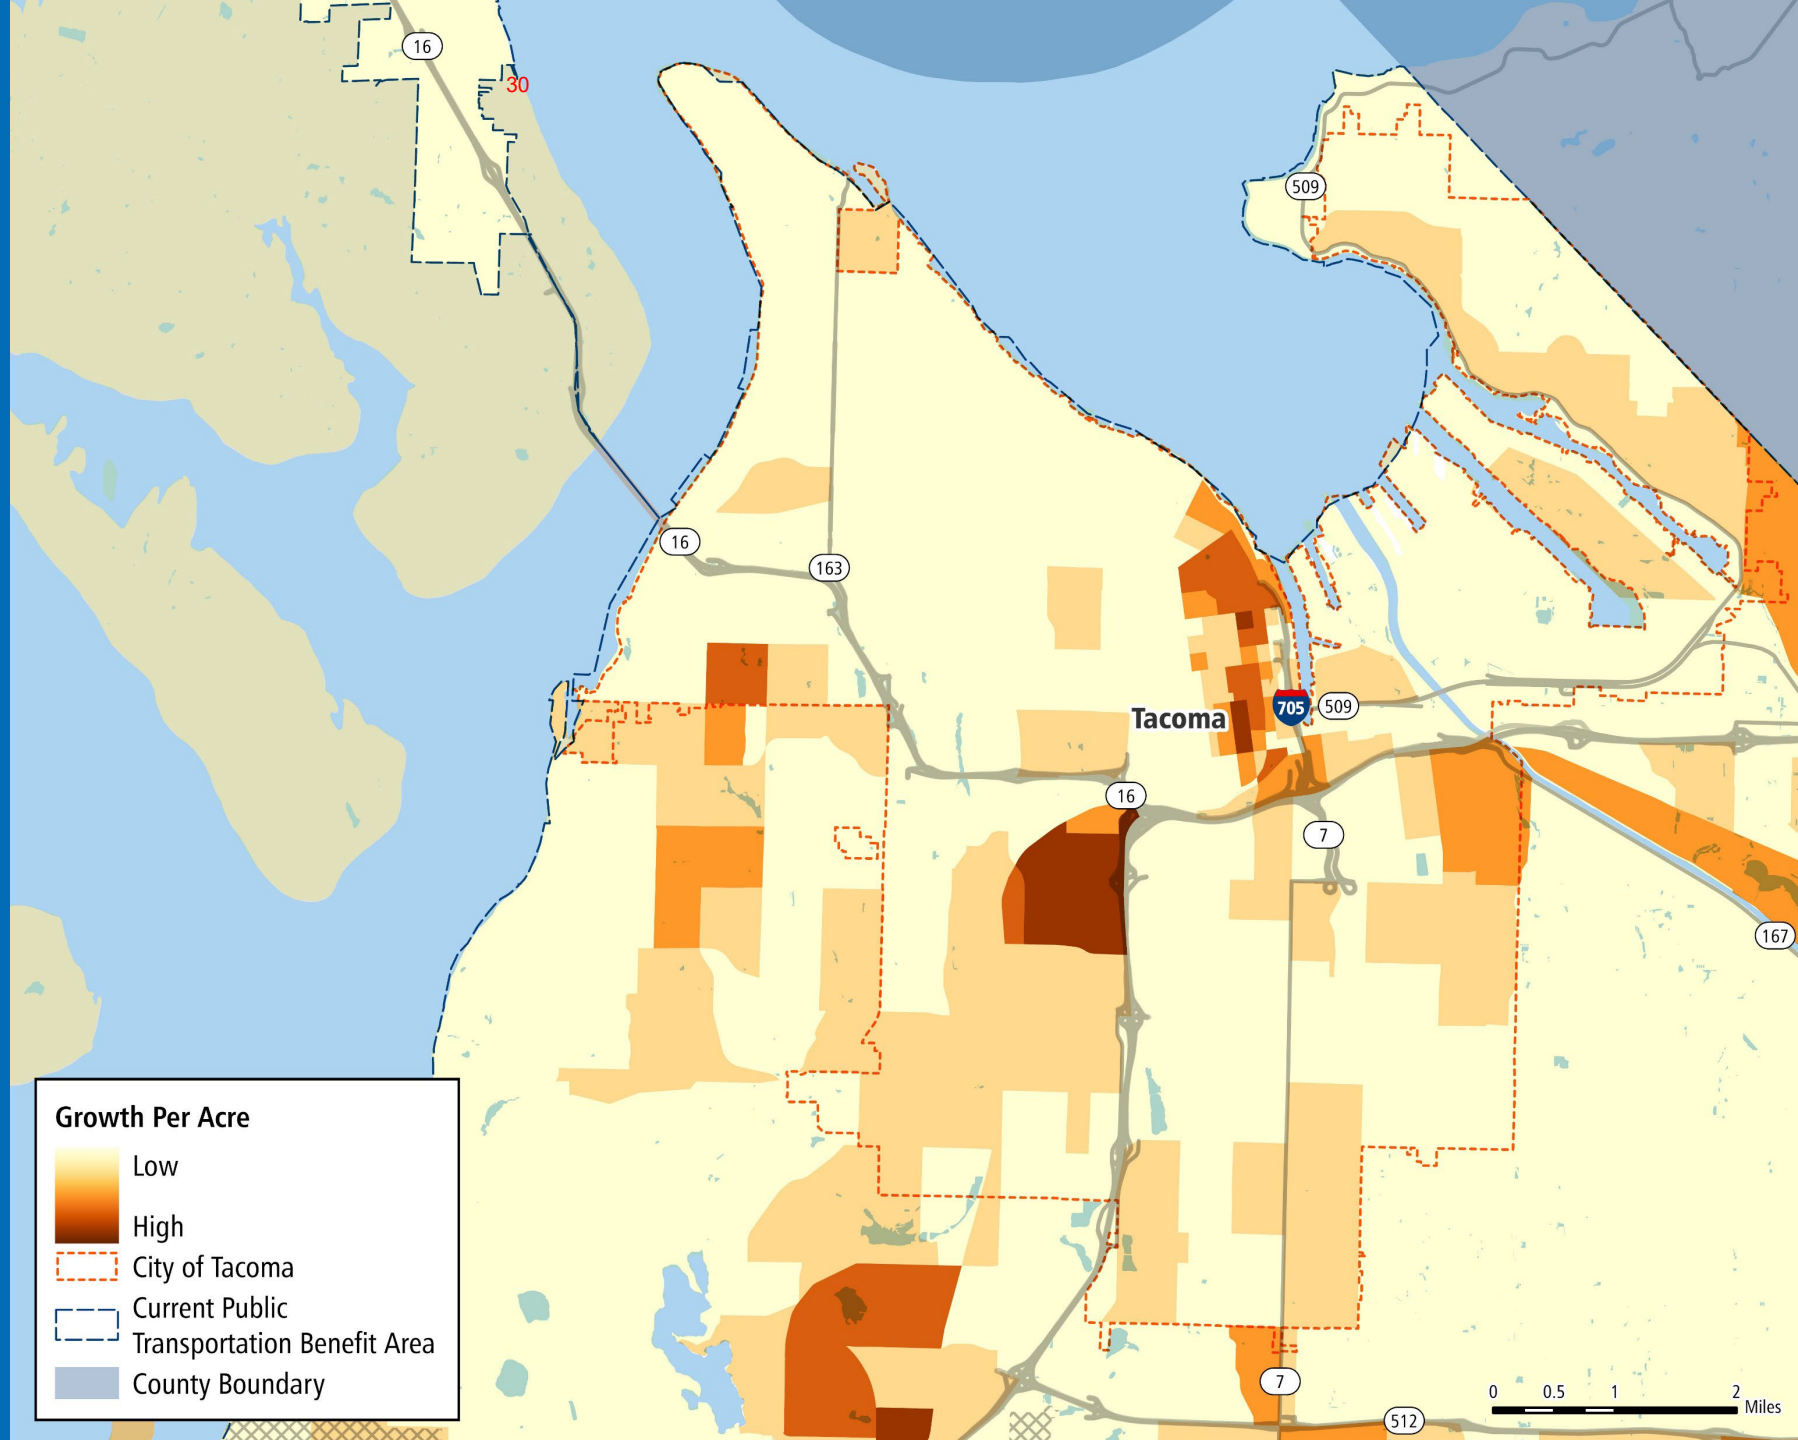 16
30
509
16
163
Tacoma
705
509
16
7
167
Growth Per Acre
Low
High
City of Tacoma
Current Public
Transportation Benefit Area
County Boundary
7
512
0 0.5 1 2
Miles